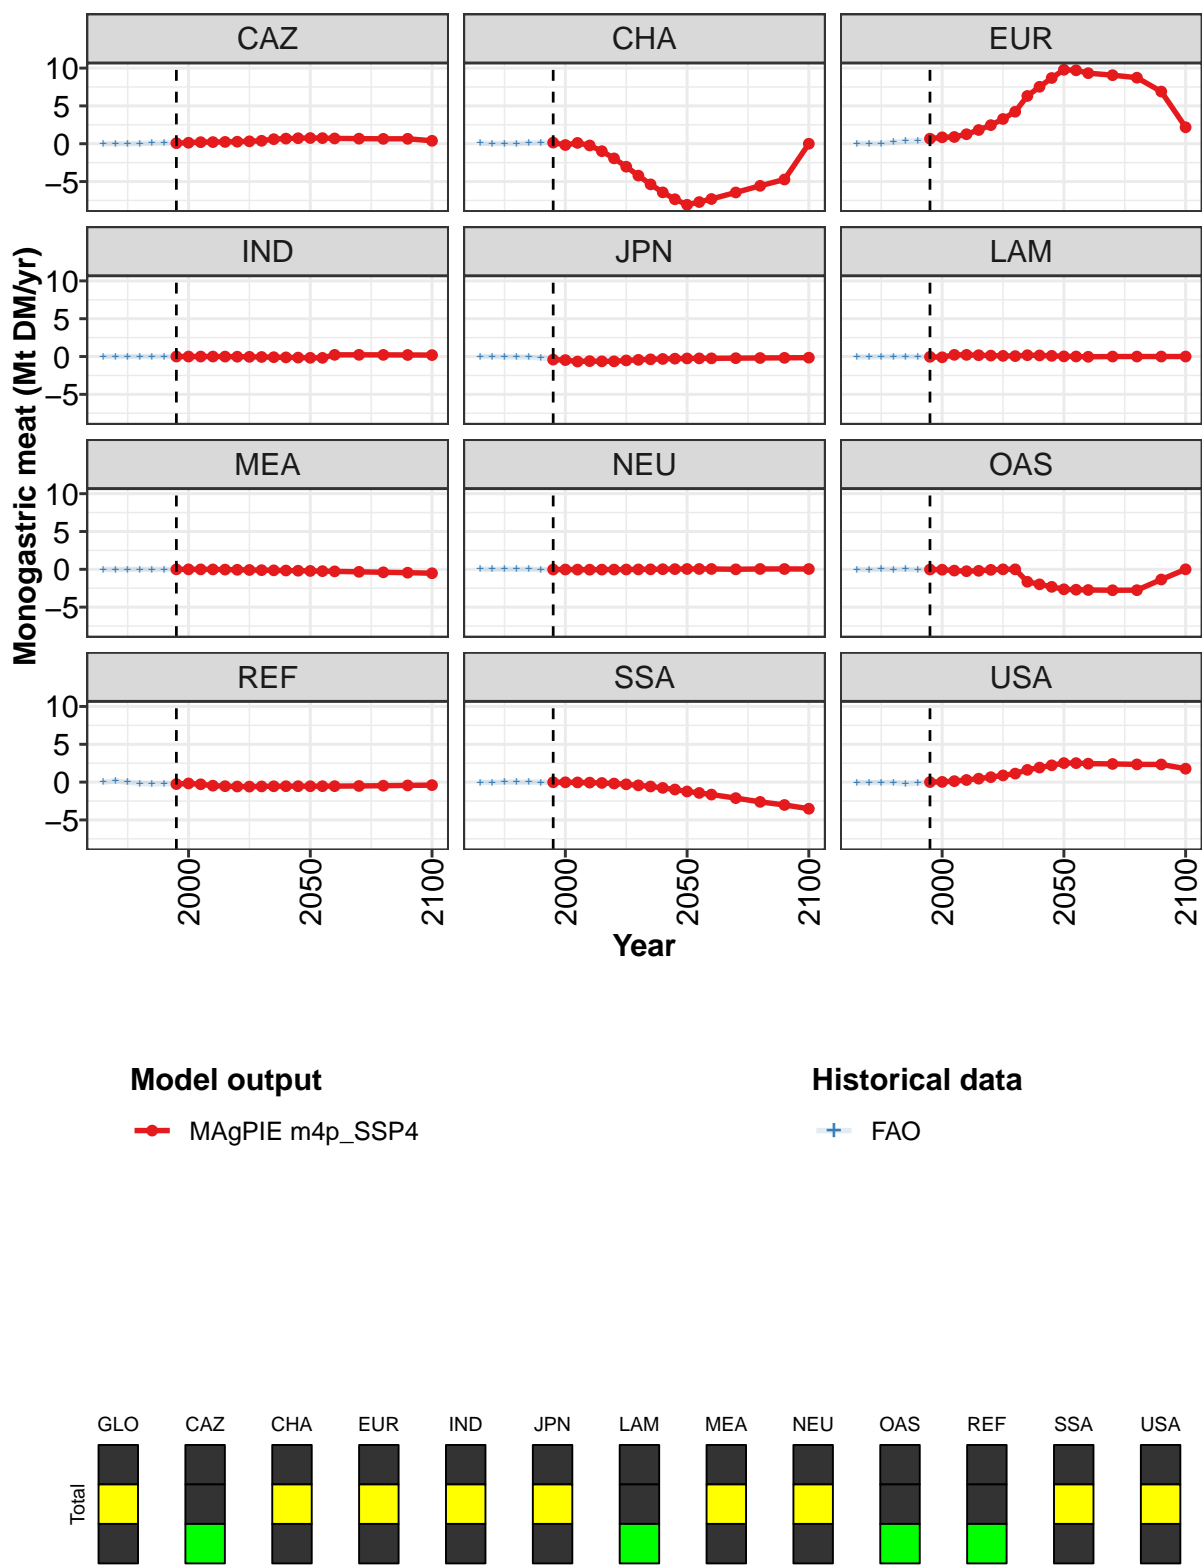 CAZ CHA EUR
10
5
0
−5
IND JPN LAM
10
5
0
−5
MEA NEU OAS
10
5
0
−5
REF SSA USA
10
5
0
−5
Monogastric meat (Mt DM/yr)
2000 2050 2100 2000 2050 2100 2000 2050 2100
Year
Model output Historical data
MAgPIE m4p_SSP4 FAO
GLO CAZ CHA EUR IND JPN LAM MEA NEU OAS REF SSA USA
Total